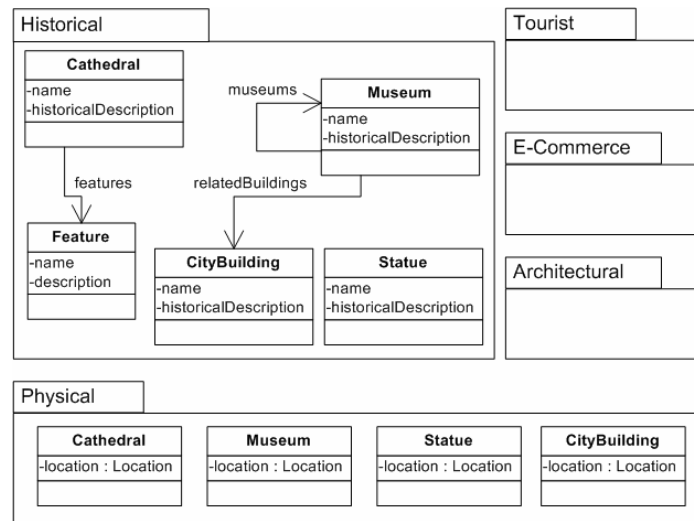 Historical
Cathedral
-name
-historicalDescription
museums
Museum
-name
-historicalDescription
features
relatedBuildings
Feature
-name
-description
CityBuilding
-name
-historicalDescription
Statue
-name
-historicalDescription
Tourist
E-Commerce
Architectural
Physical
Cathedral
-location : Location
Museum
-location : Location
Statue
-location : Location
CityBuilding
-location : Location